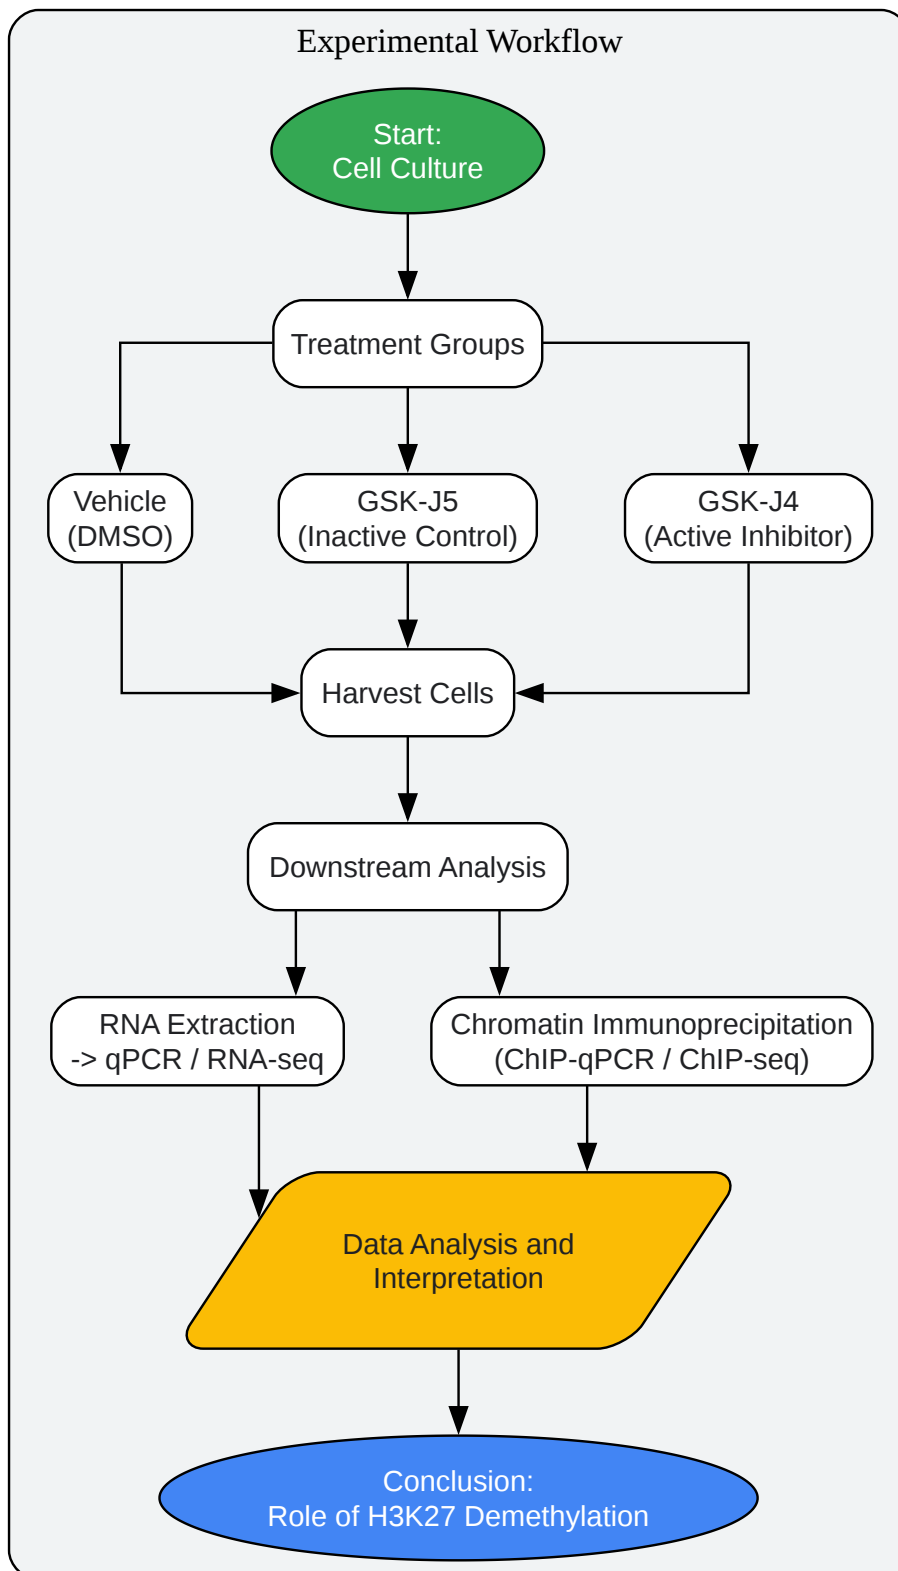 Experimental Workflow
Start:
Cell Culture
Treatment Groups
Vehicle
(DMSO)
GSK-J5
(Inactive Control)
GSK-J4
(Active Inhibitor)
Harvest Cells
Downstream Analysis
RNA Extraction
-> qPCR / RNA-seq
Chromatin Immunoprecipitation
(ChIP-qPCR / ChIP-seq)
Data Analysis and
Interpretation
Conclusion:
Role of H3K27 Demethylation